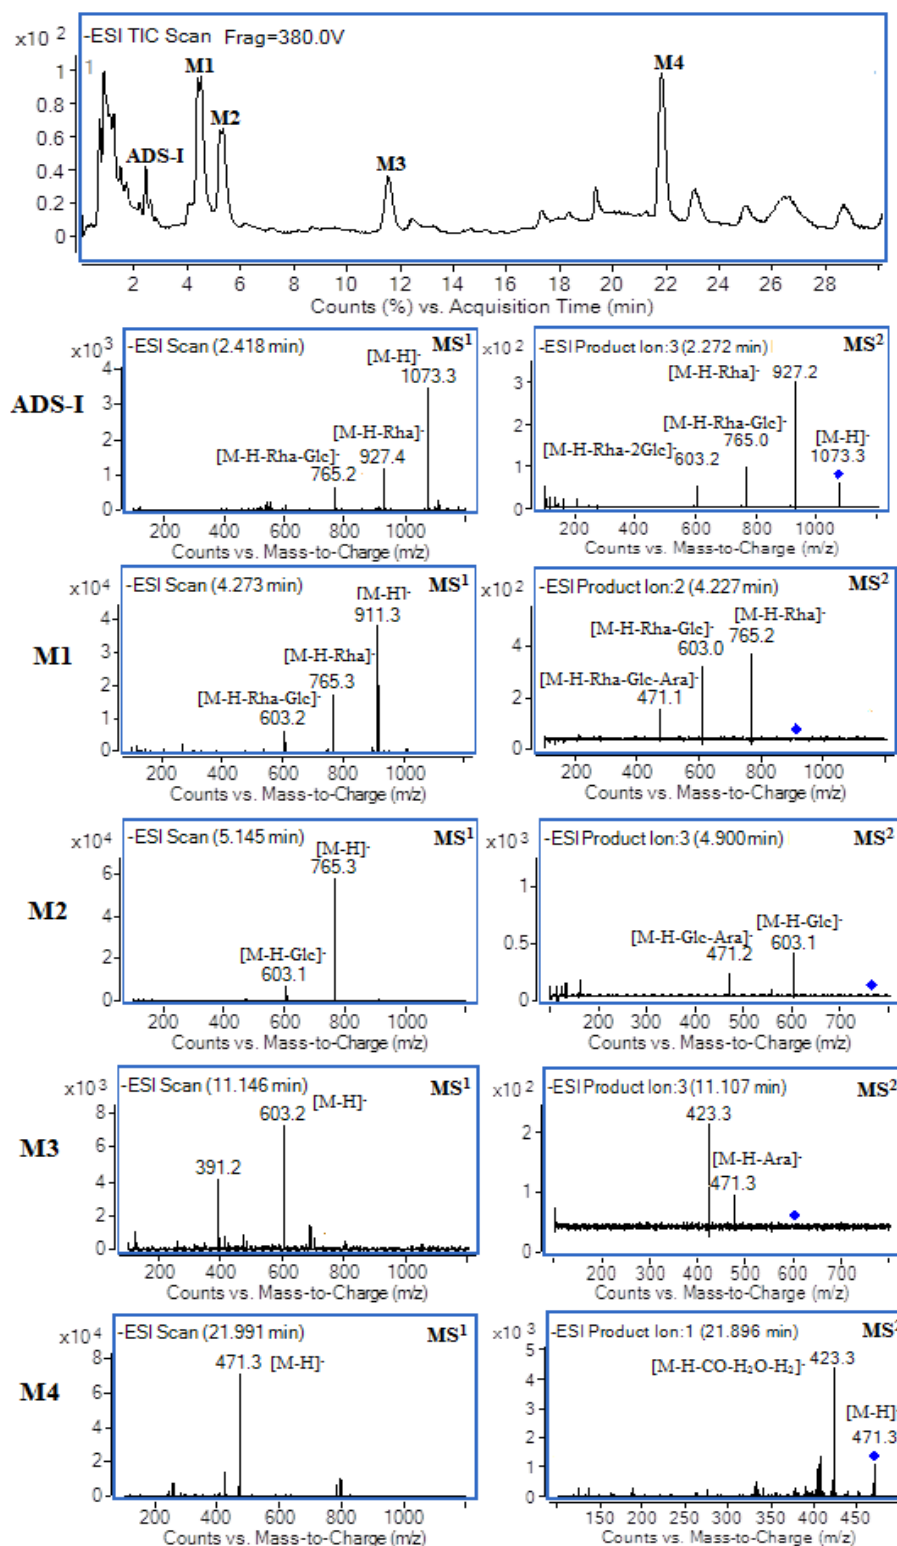 x10 2
-ESI TIC Scan Frag=380.0V
1
M1
M2
M3
M4
ADS-I
1
0.8
0.6
0.4
0.2
0
2 4 6 8 10 12 14 16 18 20 22 24 26 28
Counts (%) vs. Acquisition Time (min)
ADS-I
x10 3
-ESI Scan (2.418 min) MS1
[M-H]-
1073.3
[M-H-Rha]-
927.4
[M-H-Rha-Glc]-
765.2
4
3
2
1
0
200 400 600 800 1000
Counts vs. Mass-to-Charge (m/z)
x10 2
-ESI Product Ion:3 (2.272 min) MS2
[M-H-Rha]- 927.2
[M-H-Rha-Glc]-
765.0
[M-H]-
1073.3
[M-H-Rha-2Glc]-
603.2
3
2
1
0
200 400 600 800 1000
Counts vs. Mass-to-Charge (m/z)
M1
x10 4
-ESI Scan (4.273 min) MS1
[M-H]-
911.3
[M-H-Rha]-
765.3
[M-H-Rha-Glc]-
603.2
4
3
2
1
0
200 400 600 800 1000
Counts vs. Mass-to-Charge (m/z)
x10 2
-ESI Product Ion:2 (4.227min) MS2
[M-H-Rha]-
765.2
[M-H-Rha-Glc]-
603.0
[M-H-Rha-Glc-Ara]-
471.1
4
2
0
200 400 600 800 1000
Counts vs. Mass-to-Charge (m/z)
M2
x10 4
-ESI Scan (5.145 min) MS1
[M-H]-
765.3
[M-H-Glc]-
603.1
6
4
2
0
200 400 600 800 1000
Counts vs. Mass-to-Charge (m/z)
x10 3
-ESI Product Ion:3 (4.900min) MS2
[M-H-Glc-Ara]- [M-H-Glc]-
471.2 603.1
1
0.5
0
200 300 400 500 600 700
Counts vs. Mass-to-Charge (m/z)
M3
x10 3
-ESI Scan (11.146 min) MS1
603.2 [M-H]-
391.2
8
6
4
2
0
200 400 600 800 1000
Counts vs. Mass-to-Charge (m/z)
x10 2
-ESI Product Ion:3 (11.107 min) MS2
423.3
[M-H-Ara]-
471.3
2
1
0
200 300 400 500 600 700
Counts vs. Mass-to-Charge (m/z)
M4
x10 4
-ESI Scan (21.991 min) MS1
471.3 [M-H]-
8
6
4
2
0
200 400 600 800 1000
Counts vs. Mass-to-Charge (m/z)
x10 3
-ESI Product Ion:1 (21.896 min) MS2
[M-H-CO-H₂O-H₂]- 423.3
[M-H]-
471.3
5
4
3
2
1
0
150 200 250 300 350 400 450
Counts vs. Mass-to-Charge (m/z)